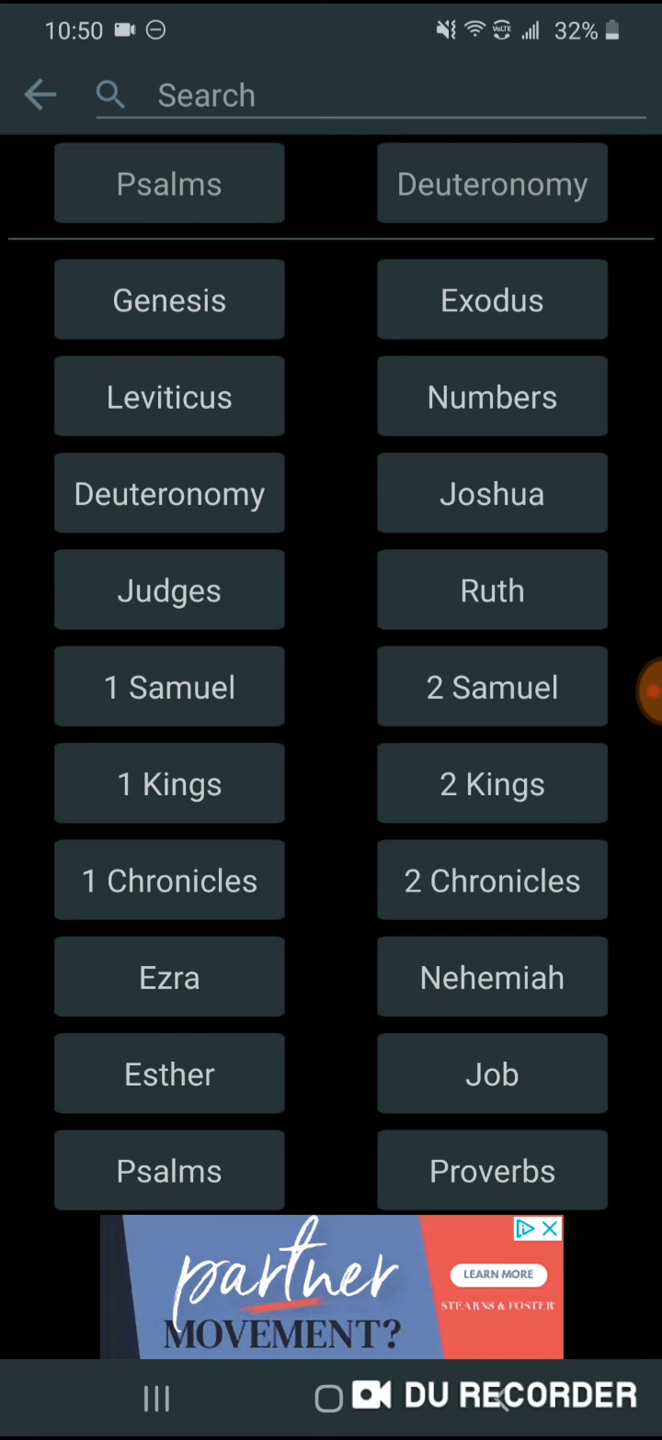 10:50 VoLTE 32%
Search
Psalms Deuteronomy
Genesis Exodus
Leviticus Numbers
Deuteronomy Joshua
Judges Ruth
1 Samuel 2 Samuel
1 Kings 2 Kings
1 Chronicles 2 Chronicles
Ezra Nehemiah
Esther Job
Psalms Proverbs
partner
MOVEMENT?
LEARN MORE
STEARNS & FOSTER
DU RECORDER